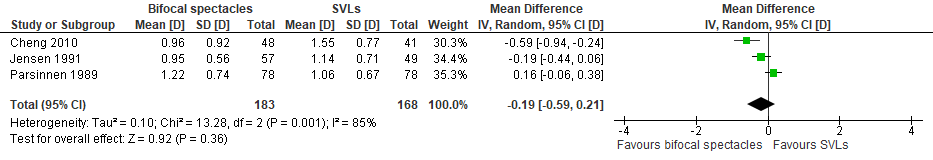 Bifocal spectacles SVLs Mean Difference Mean Difference
Study or Subgroup Mean [D] SD [D] Total Mean [D] SD [D] Total Weight IV, Random, 95% CI [D] IV, Random, 95% CI [D]
Cheng 2010 0.96 0.92 48 1.55 0.77 41 30.3% -0.59 [-0.94, -0.24]
Jensen 1991 0.95 0.56 57 1.14 0.71 49 34.4% -0.19 [-0.44, 0.06]
Parsinnen 1989 1.22 0.74 78 1.06 0.67 78 35.3% 0.16 [-0.06, 0.38]
Total (95% CI) 183 168 100.0% -0.19 [-0.59, 0.21]
Heterogeneity: Tau² = 0.10; Chi² = 13.28, df = 2 (P = 0.001); I² = 85%
Test for overall effect: Z = 0.92 (P = 0.36)
-4 -2 0 2 4
Favours bifocal spectacles Favours SVLs